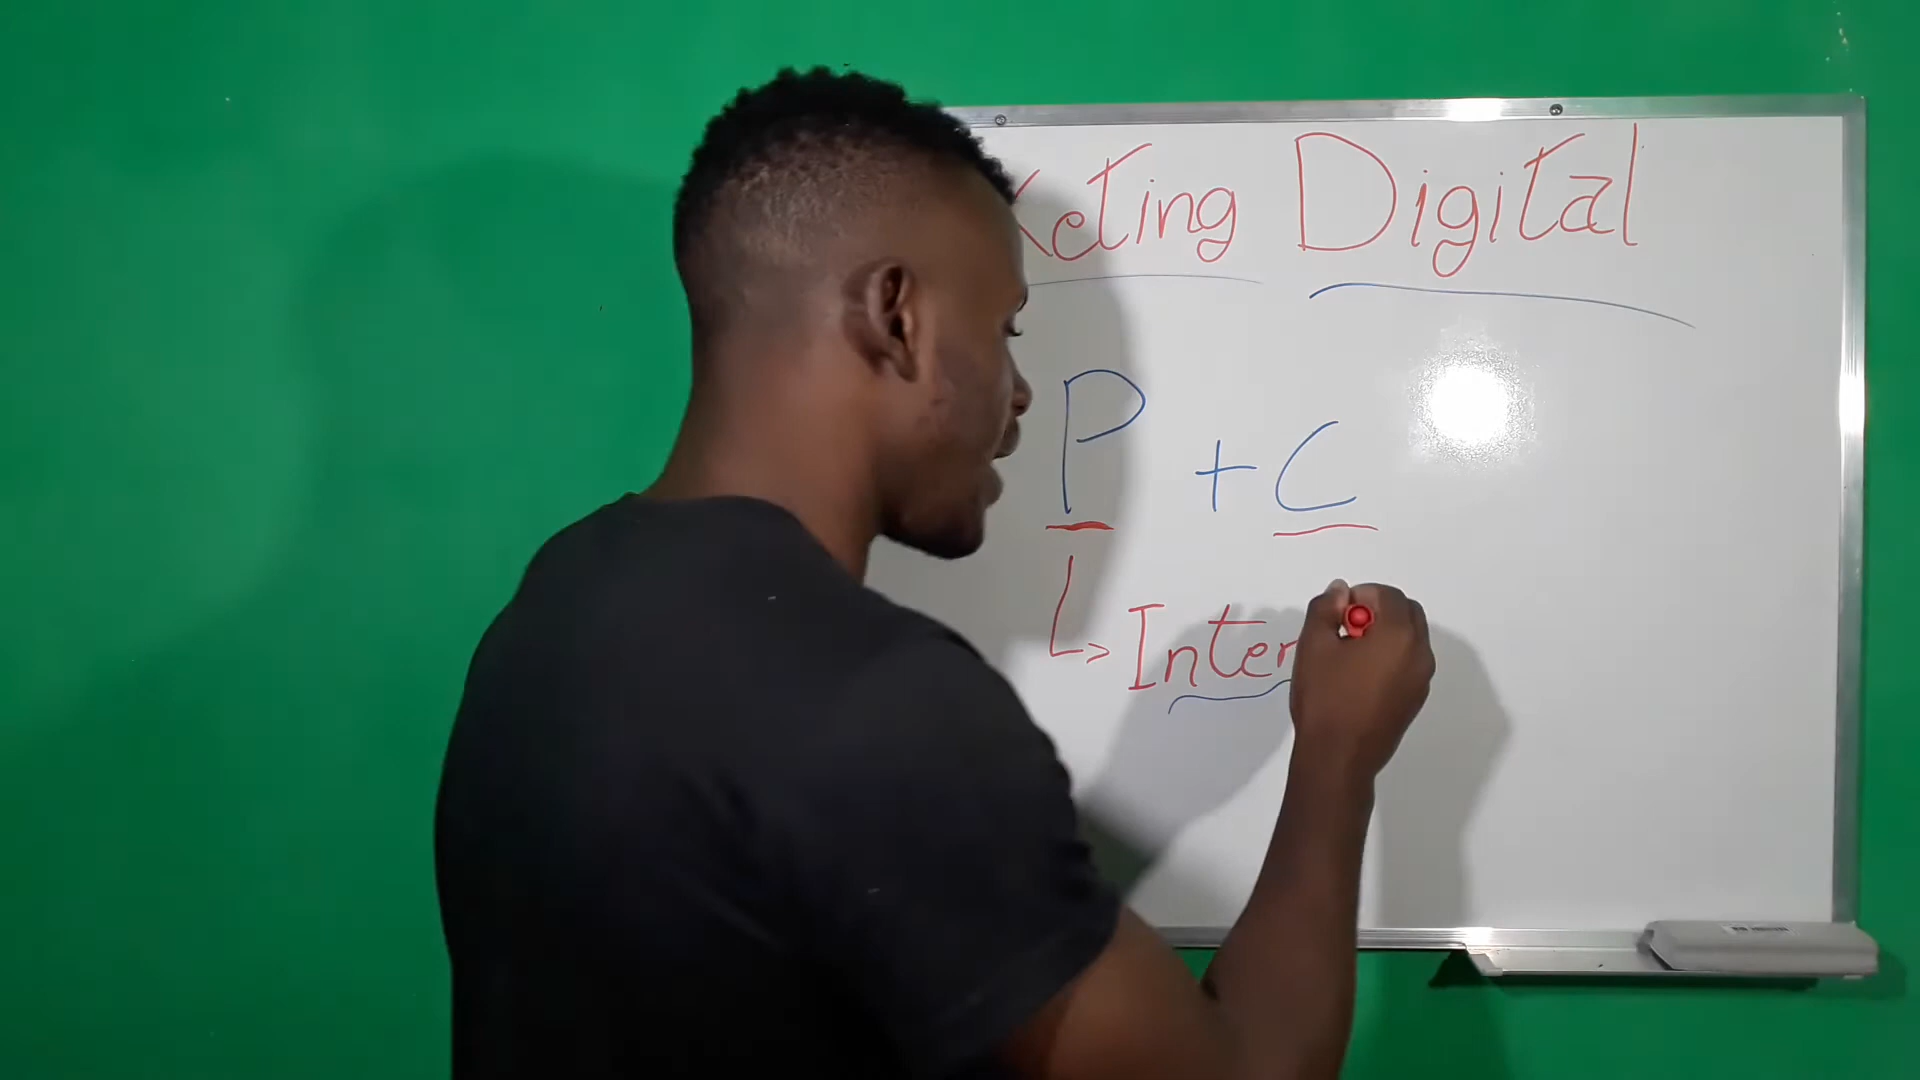 keting Digital
P + C
↳ Inter